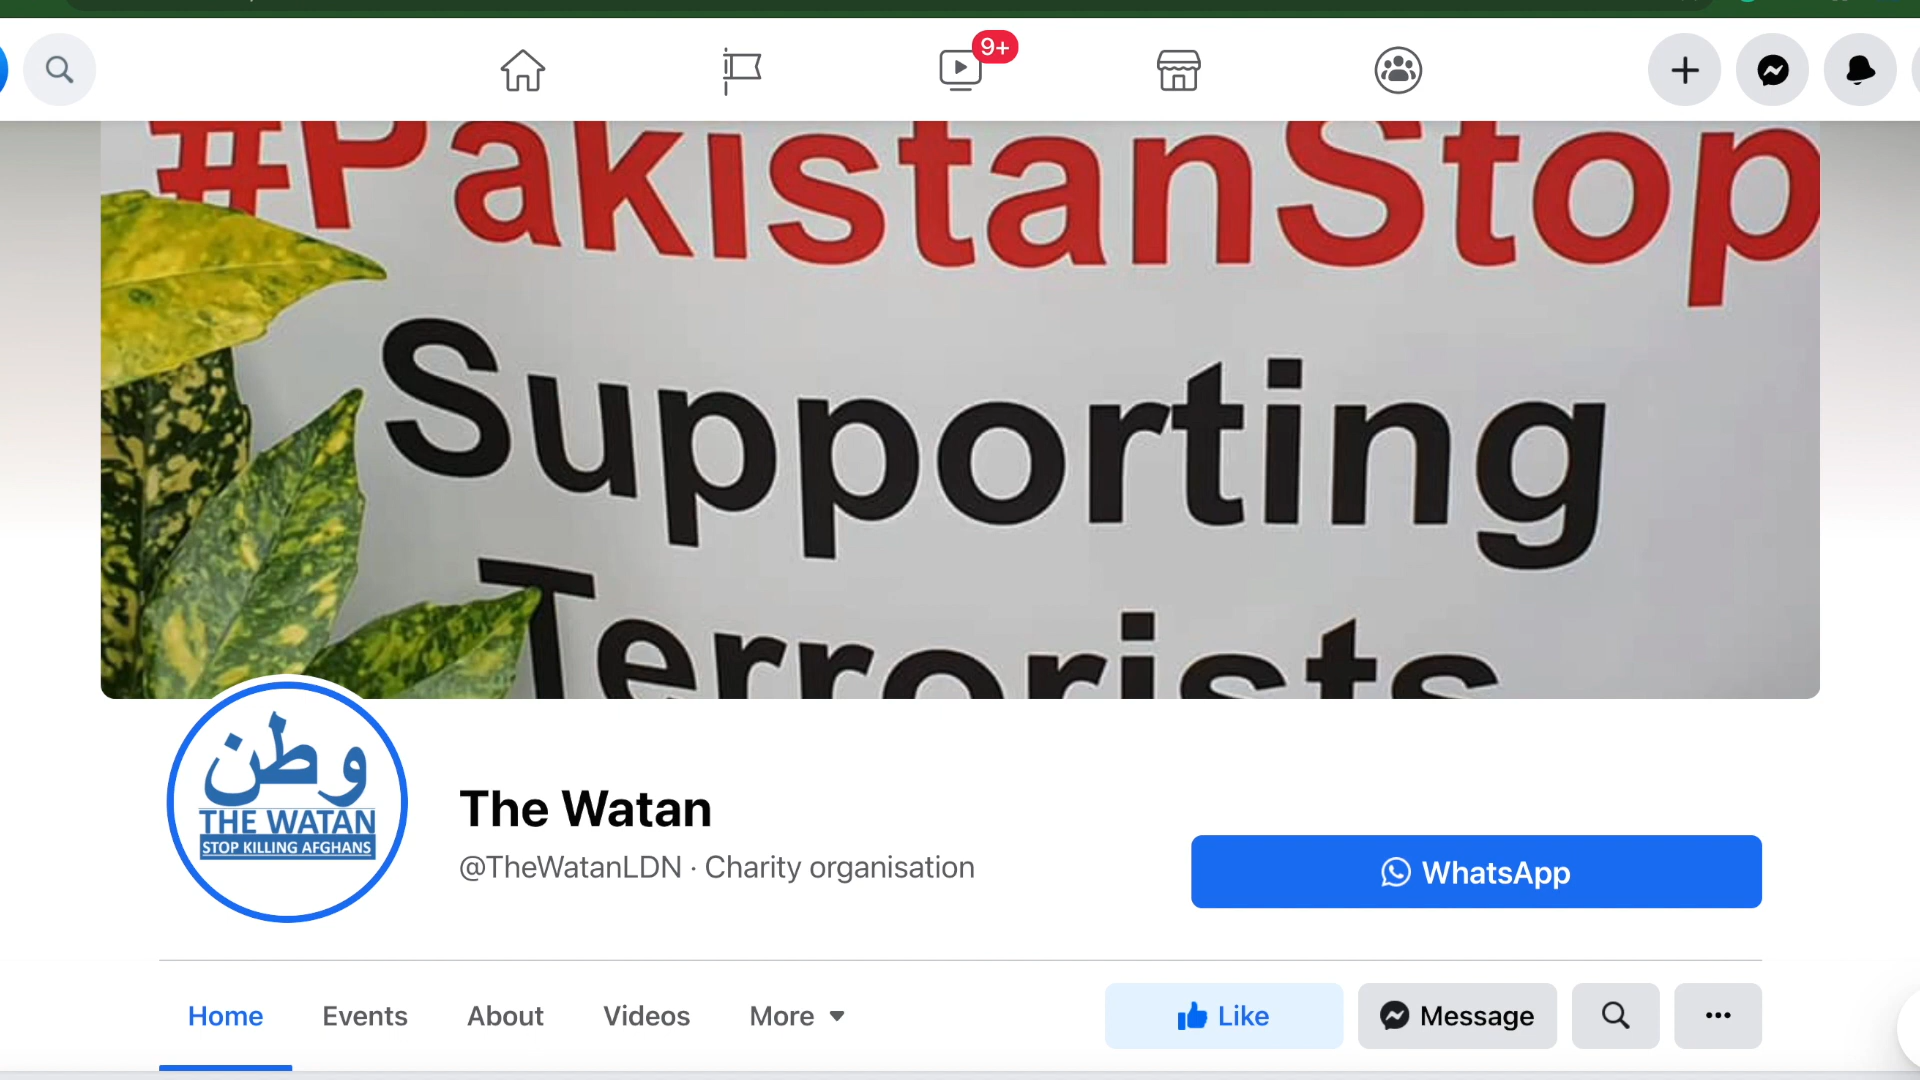 9+
#PakistanStop
Supporting
Terrorists
وطن
THE WATAN
STOP KILLING AFGHANS
The Watan
@TheWatanLDN · Charity organisation
WhatsApp
Home
Events
About
Videos
More
Like
Message